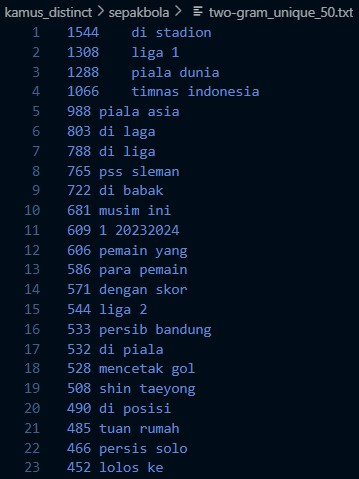 kamus_distinct > sepakbola > two-gram_unique_50.txt
1 1544 di stadion
2 1308 liga 1
3 1288 piala dunia
4 1066 timnas indonesia
5 988 piala asia
6 803 di laga
7 788 di liga
8 765 pss sleman
9 722 di babak
10 681 musim ini
11 609 1 20232024
12 606 pemain yang
13 586 para pemain
14 571 dengan skor
15 544 liga 2
16 533 persib bandung
17 532 di piala
18 528 mencetak gol
19 508 shin taeyong
20 490 di posisi
21 485 tuan rumah
22 466 persis solo
23 452 lolos ke